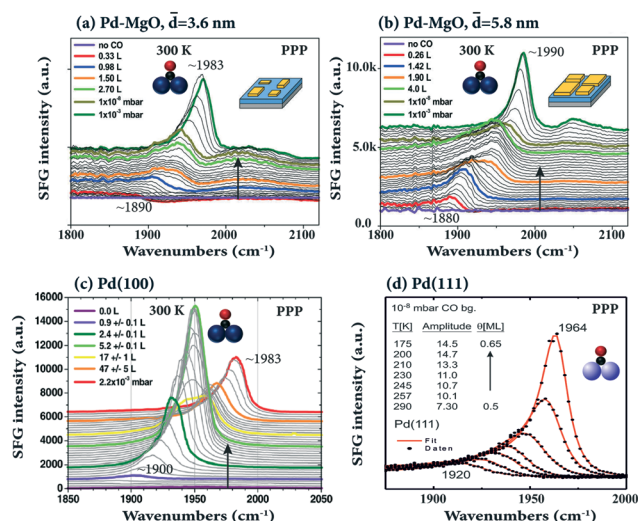 (a) Pd-MgO, d̄=3.6 nm
300 K
PPP
no CO
0.33 L
0.98 L
1.50 L
2.70 L
1x10⁻⁶ mbar
1x10⁻³ mbar
~1983
~1890
SFG intensity (a.u.)
1800 1900 2000 2100
Wavenumbers (cm⁻¹)
(b) Pd-MgO, d̄=5.8 nm
300 K
PPP
no CO
0.26 L
1.42 L
1.90 L
4.0 L
1x10⁻⁶ mbar
1x10⁻³ mbar
~1990
~1880
SFG intensity (a.u.)
10.0k
5.0k
0.0
1800 1900 2000 2100
Wavenumbers (cm⁻¹)
(c) Pd(100)
300 K
PPP
0.0 L
0.9 +/- 0.1 L
2.4 +/- 0.1 L
5.2 +/- 0.1 L
17 +/- 1 L
47 +/- 5 L
2.2x10⁻³ mbar
~1983
~1900
SFG intensity (a.u.)
16000
14000
12000
10000
8000
6000
4000
2000
0
1850 1900 1950 2000 2050
Wavenumbers (cm⁻¹)
(d) Pd(111)
10⁻⁸ mbar CO bg.
PPP
T[K] Amplitude θ[ML]
175 14.5 0.65
200 14.7
210 13.3
230 11.0
245 10.7
257 10.1
290 7.30 0.5
Pd(111)
Fit
Daten
1964
1920
SFG intensity (a.u.)
1900 1930 1960 2000
Wavenumbers (cm⁻¹)